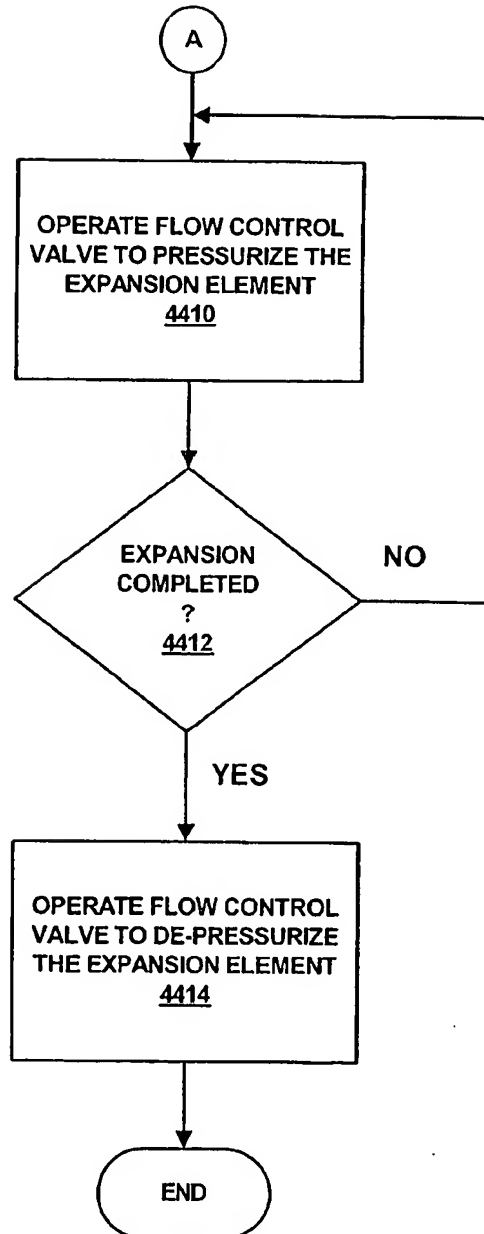 A
OPERATE FLOW CONTROL
VALVE TO PRESSURIZE THE
EXPANSION ELEMENT
4410
EXPANSION
COMPLETED
?
4412
NO
YES
OPERATE FLOW CONTROL
VALVE TO DE-PRESSURIZE
THE EXPANSION ELEMENT
4414
END